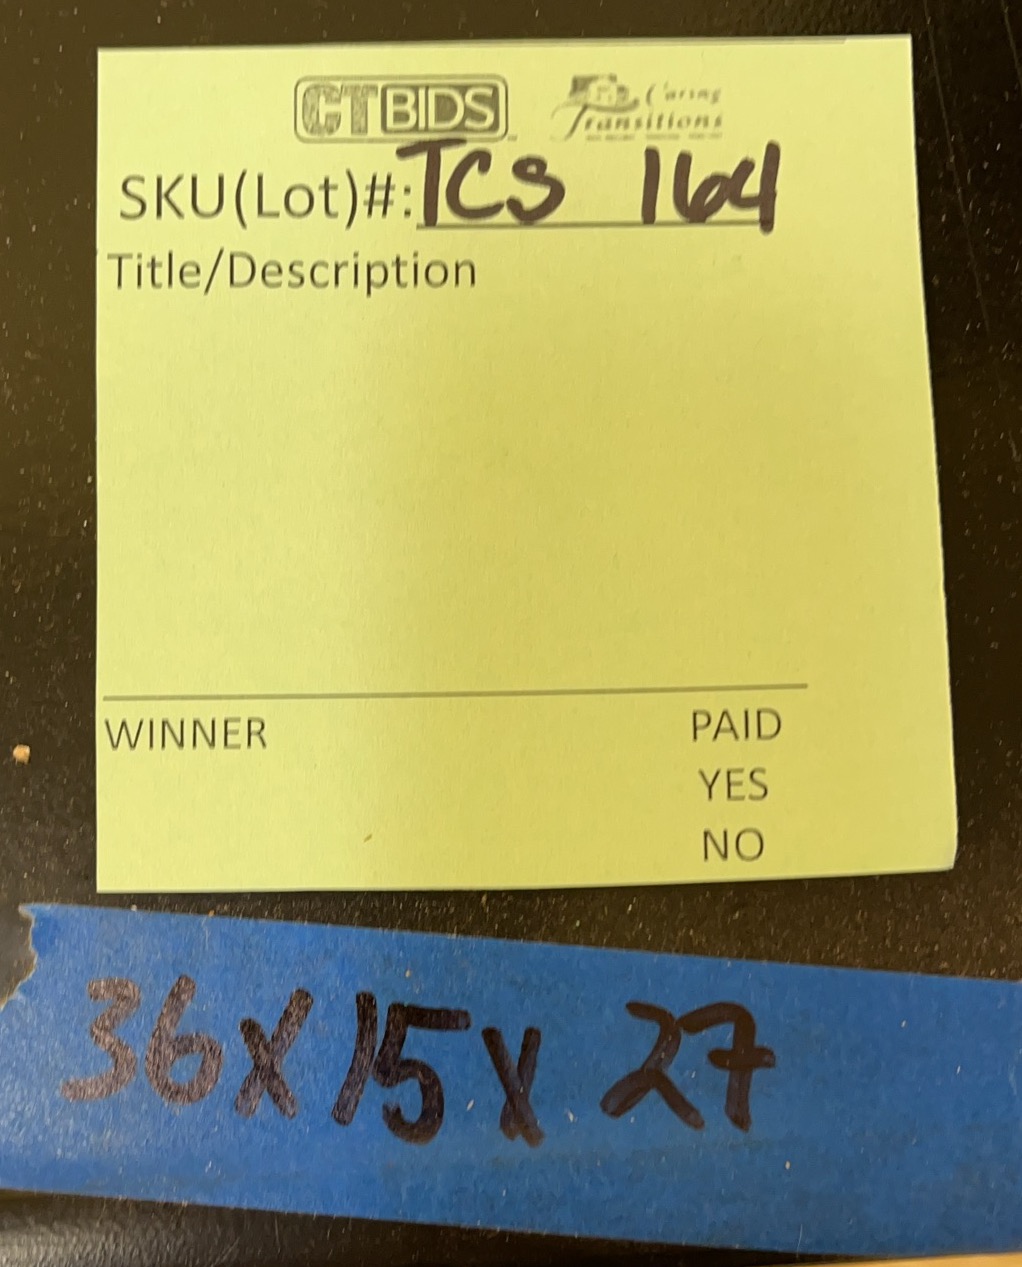 CTBIDS Caring Transitions
SKU(Lot)#: TCS 164
Title/Description
WINNER PAID
YES
NO
36x15x27